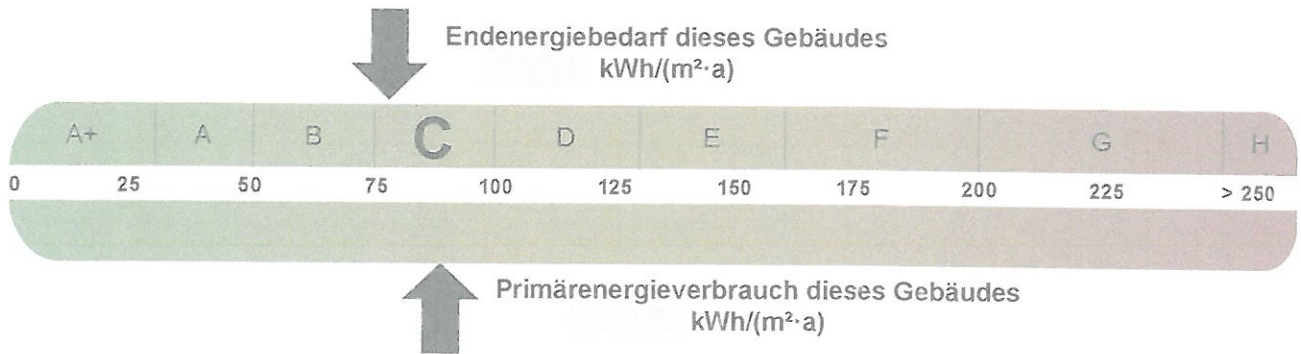 Endenergiebedarf dieses Gebäudes
kWh/(m²·a)
A+ A B C D E F G H
0 25 50 75 100 125 150 175 200 225 > 250
Primärenergieverbrauch dieses Gebäudes
kWh/(m²·a)